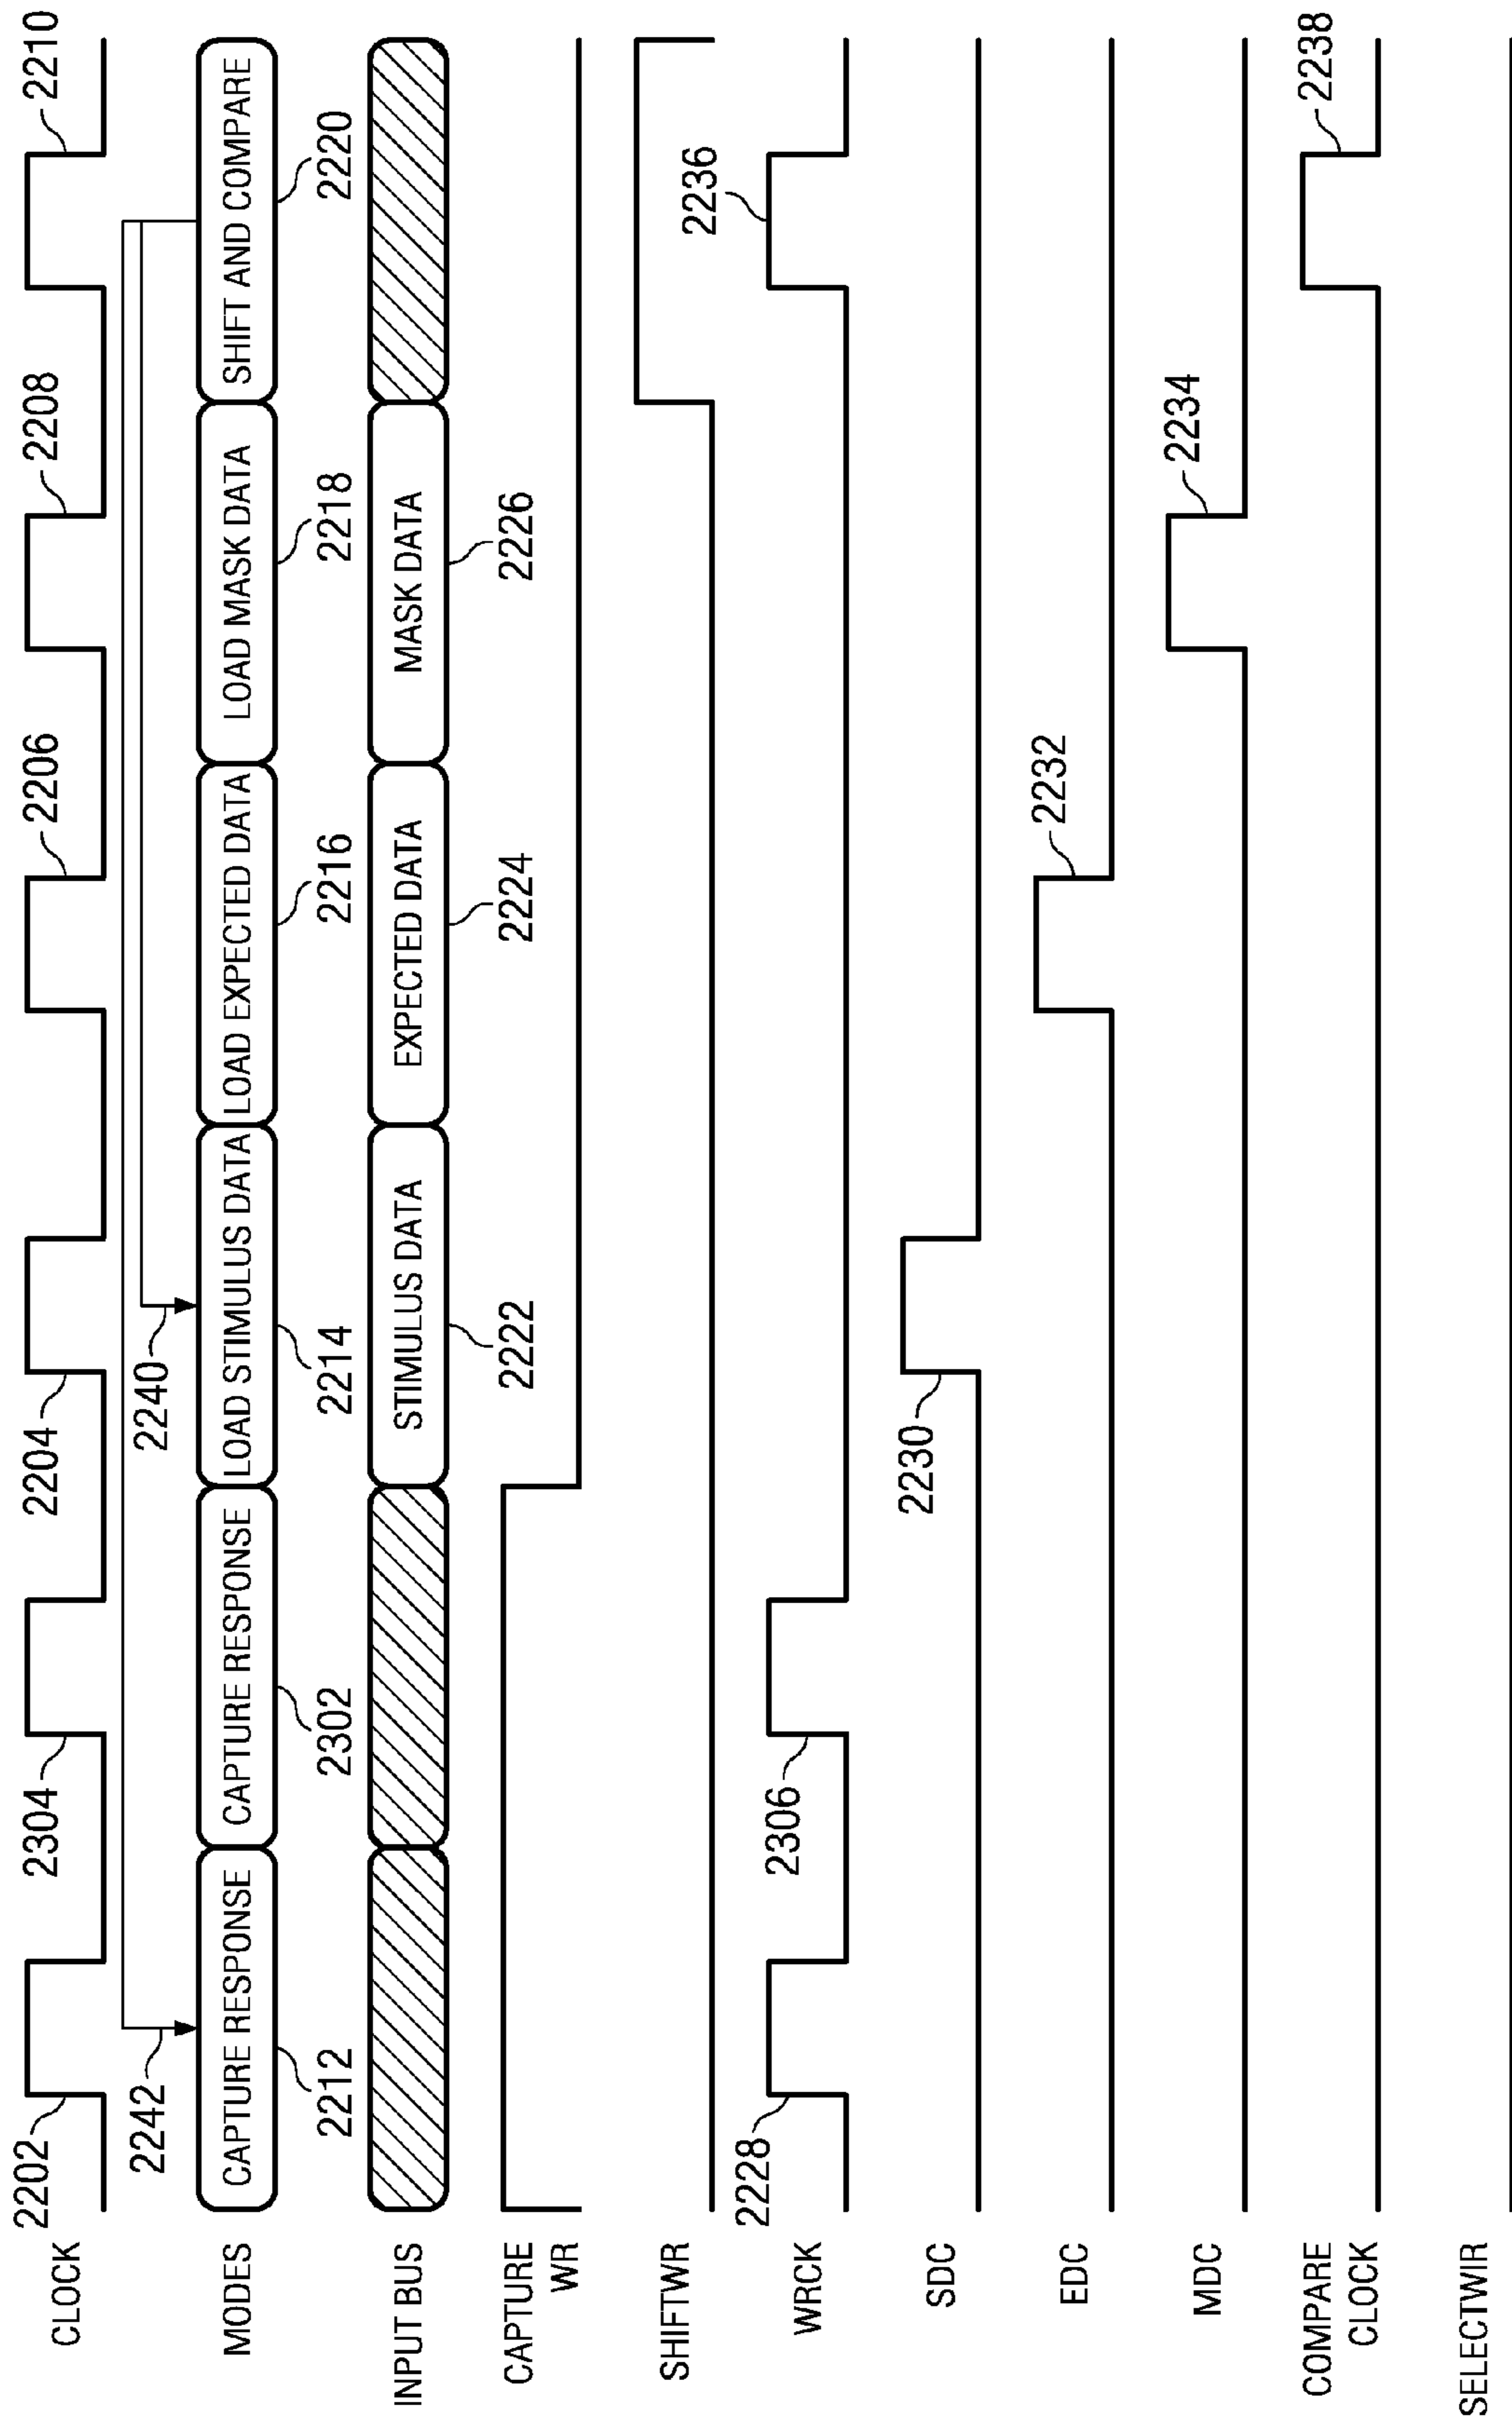 2202
2304
2204
2206
2208
2210
CLOCK
2242
2240
MODES
CAPTURE RESPONSE
CAPTURE RESPONSE
LOAD STIMULUS DATA
LOAD EXPECTED DATA
LOAD MASK DATA
SHIFT AND COMPARE
2212
2302
2214
2216
2218
2220
INPUT BUS
STIMULUS DATA
EXPECTED DATA
MASK DATA
2222
2224
2226
CAPTURE
WR
SHIFTWR
2236
WRCK
2228
2306
SDC
2230
EDC
2232
MDC
2234
COMPARE
CLOCK
2238
SELECTWIR